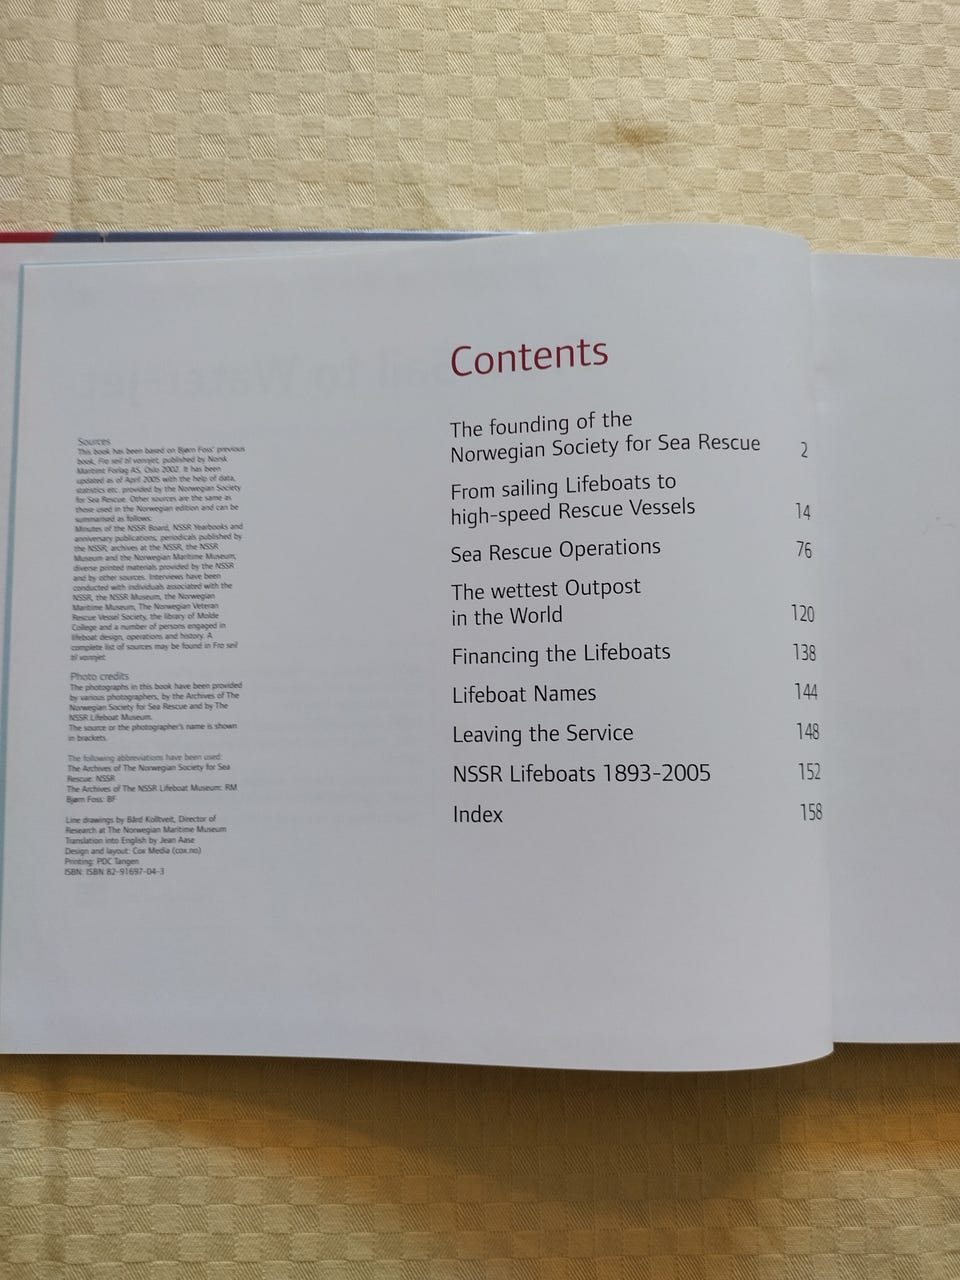 Sources
This book has been based on Bjørn Foss' previous
book, Fra seil til vannjet, published by Norsk
Maritimt Forlag AS, Oslo 2002. It has been
updated as of April 2005 with the help of data,
statistics etc. provided by the Norwegian Society
for Sea Rescue. Other sources are the same as
those used in the Norwegian edition and can be
summarised as follows:
Minutes of the NSSR Board, NSSR Yearbooks and
anniversary publications, periodicals published by
the NSSR, archives at the NSSR, the NSSR
Museum and the Norwegian Maritime Museum,
diverse printed materials provided by the NSSR
and by other sources. Interviews have been
conducted with individuals associated with the
NSSR, the NSSR Museum, the Norwegian
Maritime Museum, The Norwegian Veteran
Rescue Vessel Society, the library of Molde
College and a number of persons engaged in
lifeboat design, operations and history. A
complete list of sources may be found in Fra seil
til vannjet.
Photo credits
The photographs in this book have been provided
by various photographers, by the Archives of The
Norwegian Society for Sea Rescue and by The
NSSR Lifeboat Museum.
The source or the photographer's name is shown
in brackets.
The following abbreviations have been used:
The Archives of The Norwegian Society for Sea
Rescue: NSSR
The Archives of The NSSR Lifeboat Museum: RM
Bjørn Foss: BF
Line drawings by Bård Kolltveit, Director of
Research at The Norwegian Maritime Museum
Translation into English by Jean Aase
Design and layout: Cox Media (cox.no)
Printing: PDC Tangen
ISBN: ISBN 82-91697-04-3
Contents
The founding of the
Norwegian Society for Sea Rescue 2
From sailing Lifeboats to
high-speed Rescue Vessels 14
Sea Rescue Operations 76
The wettest Outpost
in the World 120
Financing the Lifeboats 138
Lifeboat Names 144
Leaving the Service 148
NSSR Lifeboats 1893-2005 152
Index 158